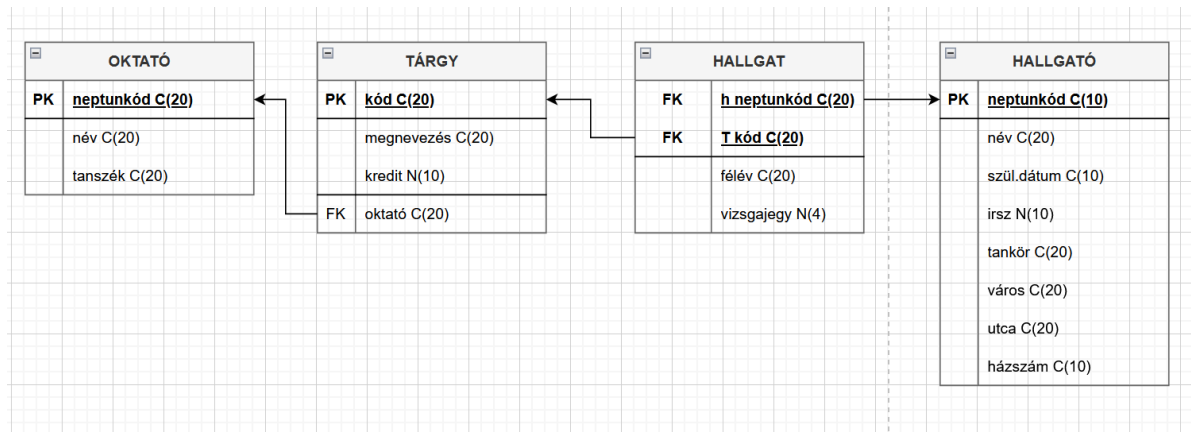 OKTATÓ
PK neptunkód C(20)
név C(20)
tanszék C(20)
TÁRGY
PK kód C(20)
megnevezés C(20)
kredit N(10)
FK oktató C(20)
HALLGAT
FK h neptunkód C(20)
FK T kód C(20)
félév C(20)
vizsgajegy N(4)
HALLGATÓ
PK neptunkód C(10)
név C(20)
szül.dátum C(10)
irsz N(10)
tankör C(20)
város C(20)
utca C(20)
házszám C(10)